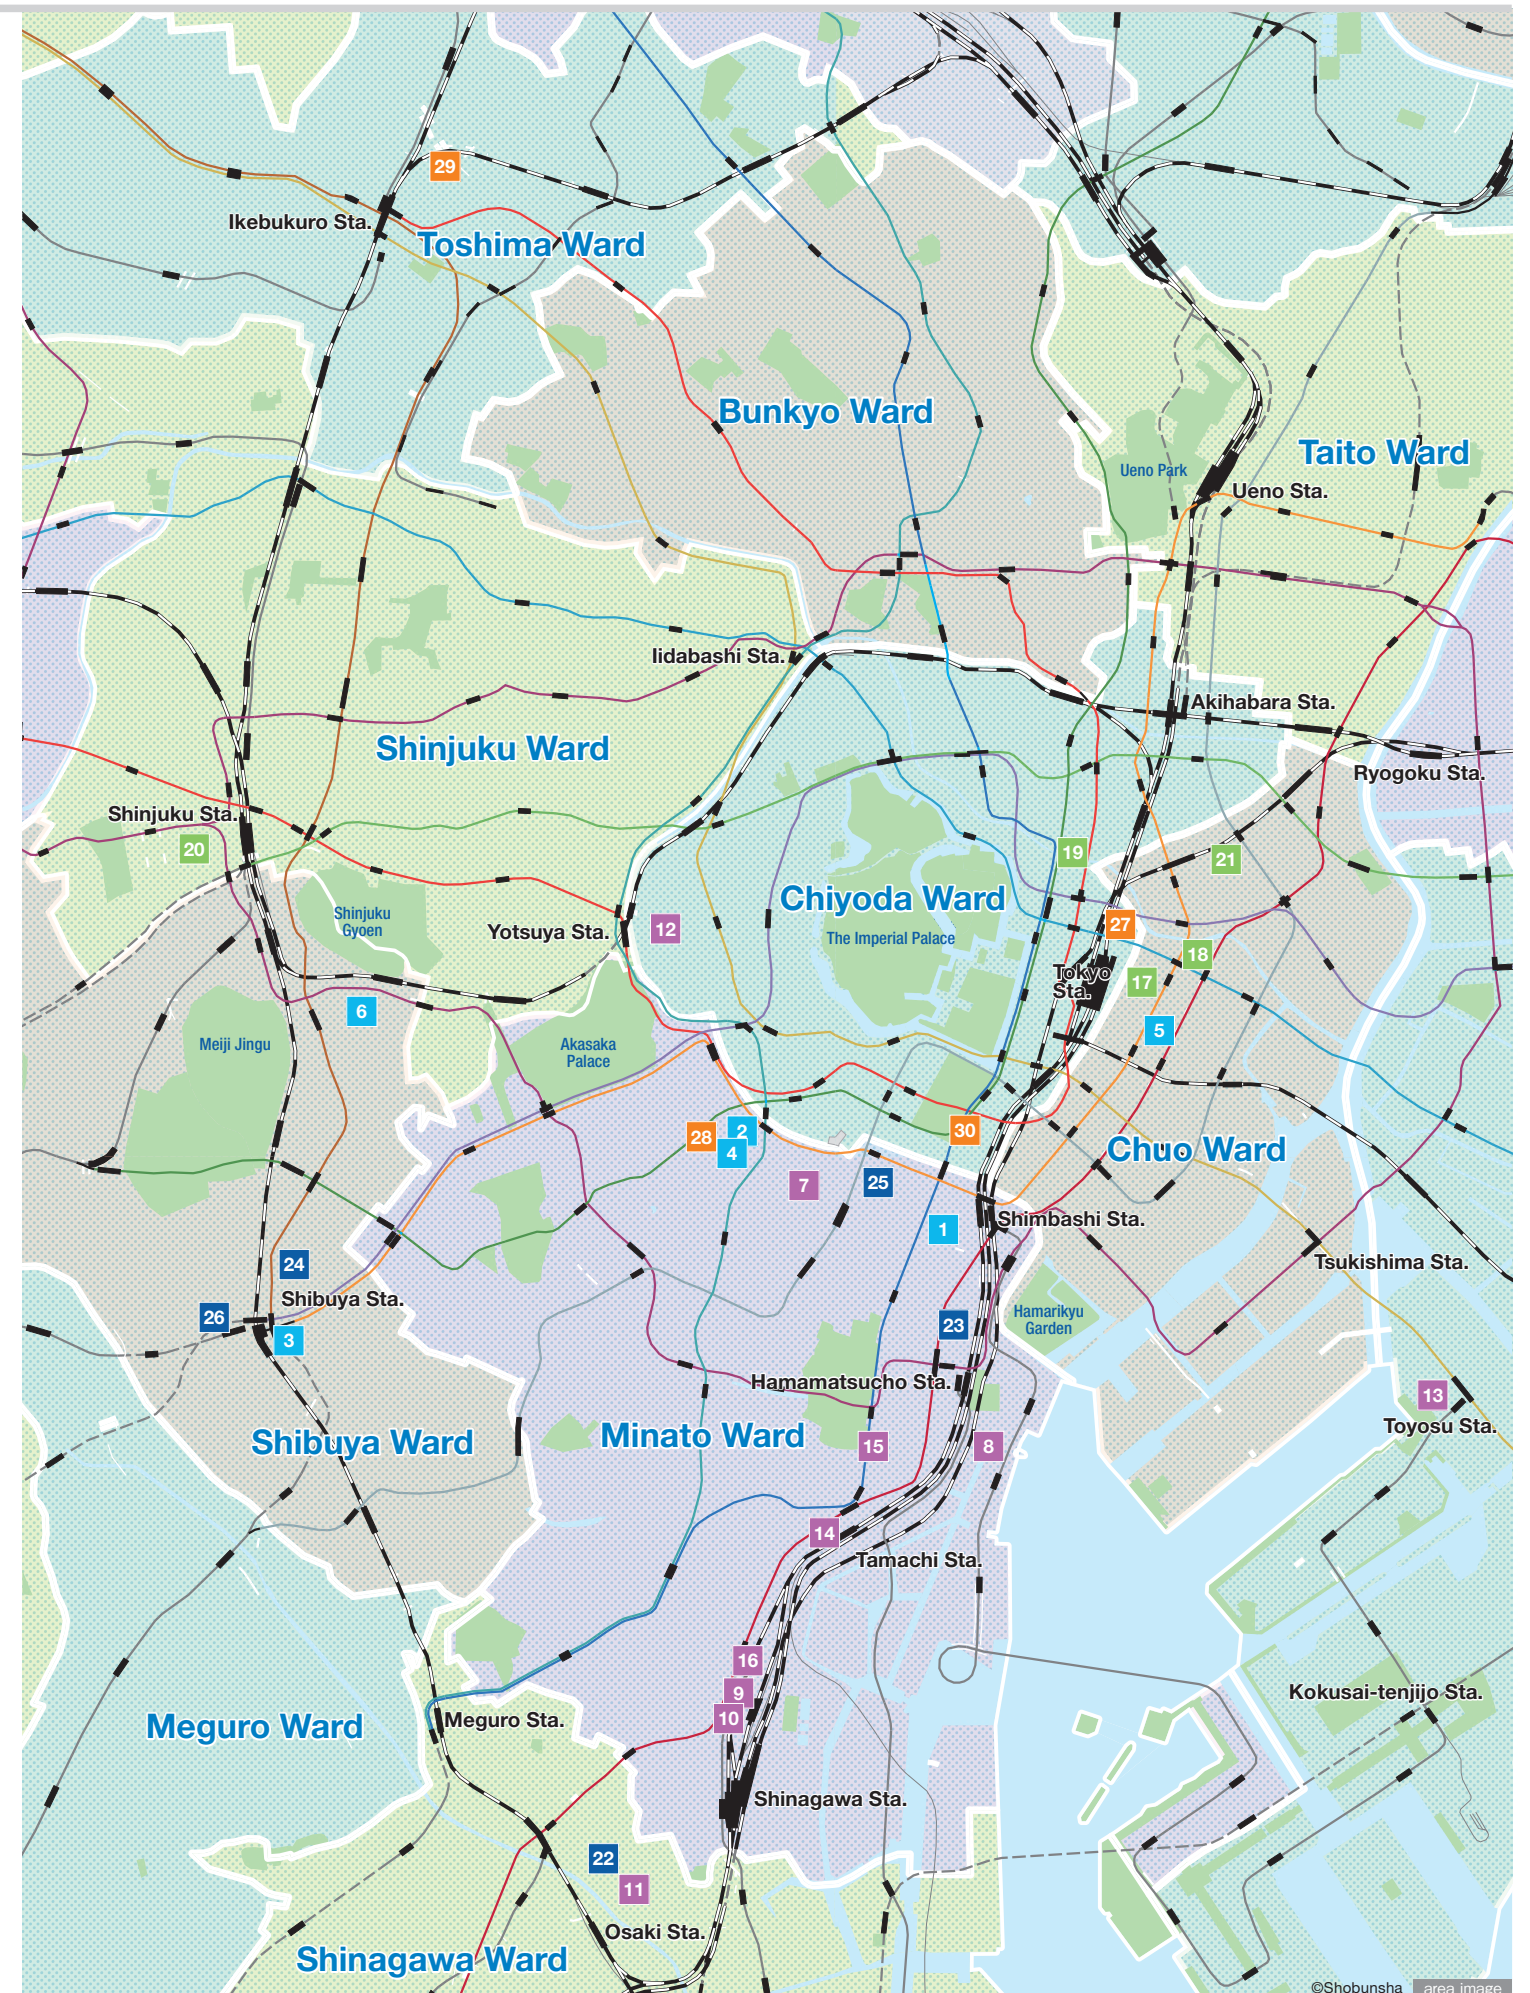 29
Ikebukuro Sta.
Toshima Ward
Bunkyo Ward
Taito Ward
Ueno Park
Ueno Sta.
Iidabashi Sta.
Akihabara Sta.
Shinjuku Ward
Ryogoku Sta.
Shinjuku Sta.
20
19
21
Chiyoda Ward
Shinjuku
Gyoen
Yotsuya Sta.
12
The Imperial Palace
27
18
Tokyo
Sta.
17
6
5
Meiji Jingu
Akasaka
Palace
28
2
4
30
Chuo Ward
7
25
1
Shimbashi Sta.
24
Tsukishima Sta.
Shibuya Sta.
26
3
23
Hamarikyu
Garden
Hamamatsucho Sta.
13
Toyosu Sta.
Shibuya Ward
Minato Ward
15
8
14
Tamachi Sta.
16
9
10
Kokusai-tenjijo Sta.
Meguro Ward
Meguro Sta.
Shinagawa Sta.
22
11
Osaki Sta.
Shinagawa Ward
©Shobunsha
area image